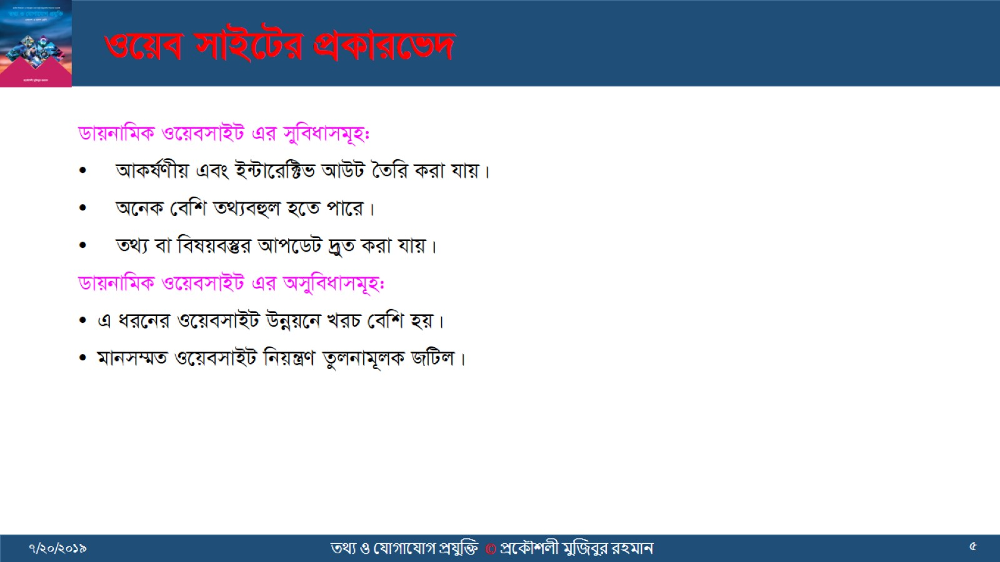 তথ্য ও যোগাযোগ প্রযুক্তি
ওয়েব সাইটের প্রকারভেদ
ডায়নামিক ওয়েবসাইট এর সুবিধাসমূহ:
• আকর্ষণীয় এবং ইন্টারেক্টিভ আউট তৈরি করা যায়।
• অনেক বেশি তথ্যবহুল হতে পারে।
• তথ্য বা বিষয়বস্তুর আপডেট দ্রুত করা যায়।
ডায়নামিক ওয়েবসাইট এর অসুবিধাসমূহ:
• এ ধরনের ওয়েবসাইট উন্নয়নে খরচ বেশি হয়।
• মানসম্মত ওয়েবসাইট নিয়ন্ত্রণ তুলনামূলক জটিল।
৭/২০/২০১৯
তথ্য ও যোগাযোগ প্রযুক্তি © প্রকৌশলী মুজিবুর রহমান
৫